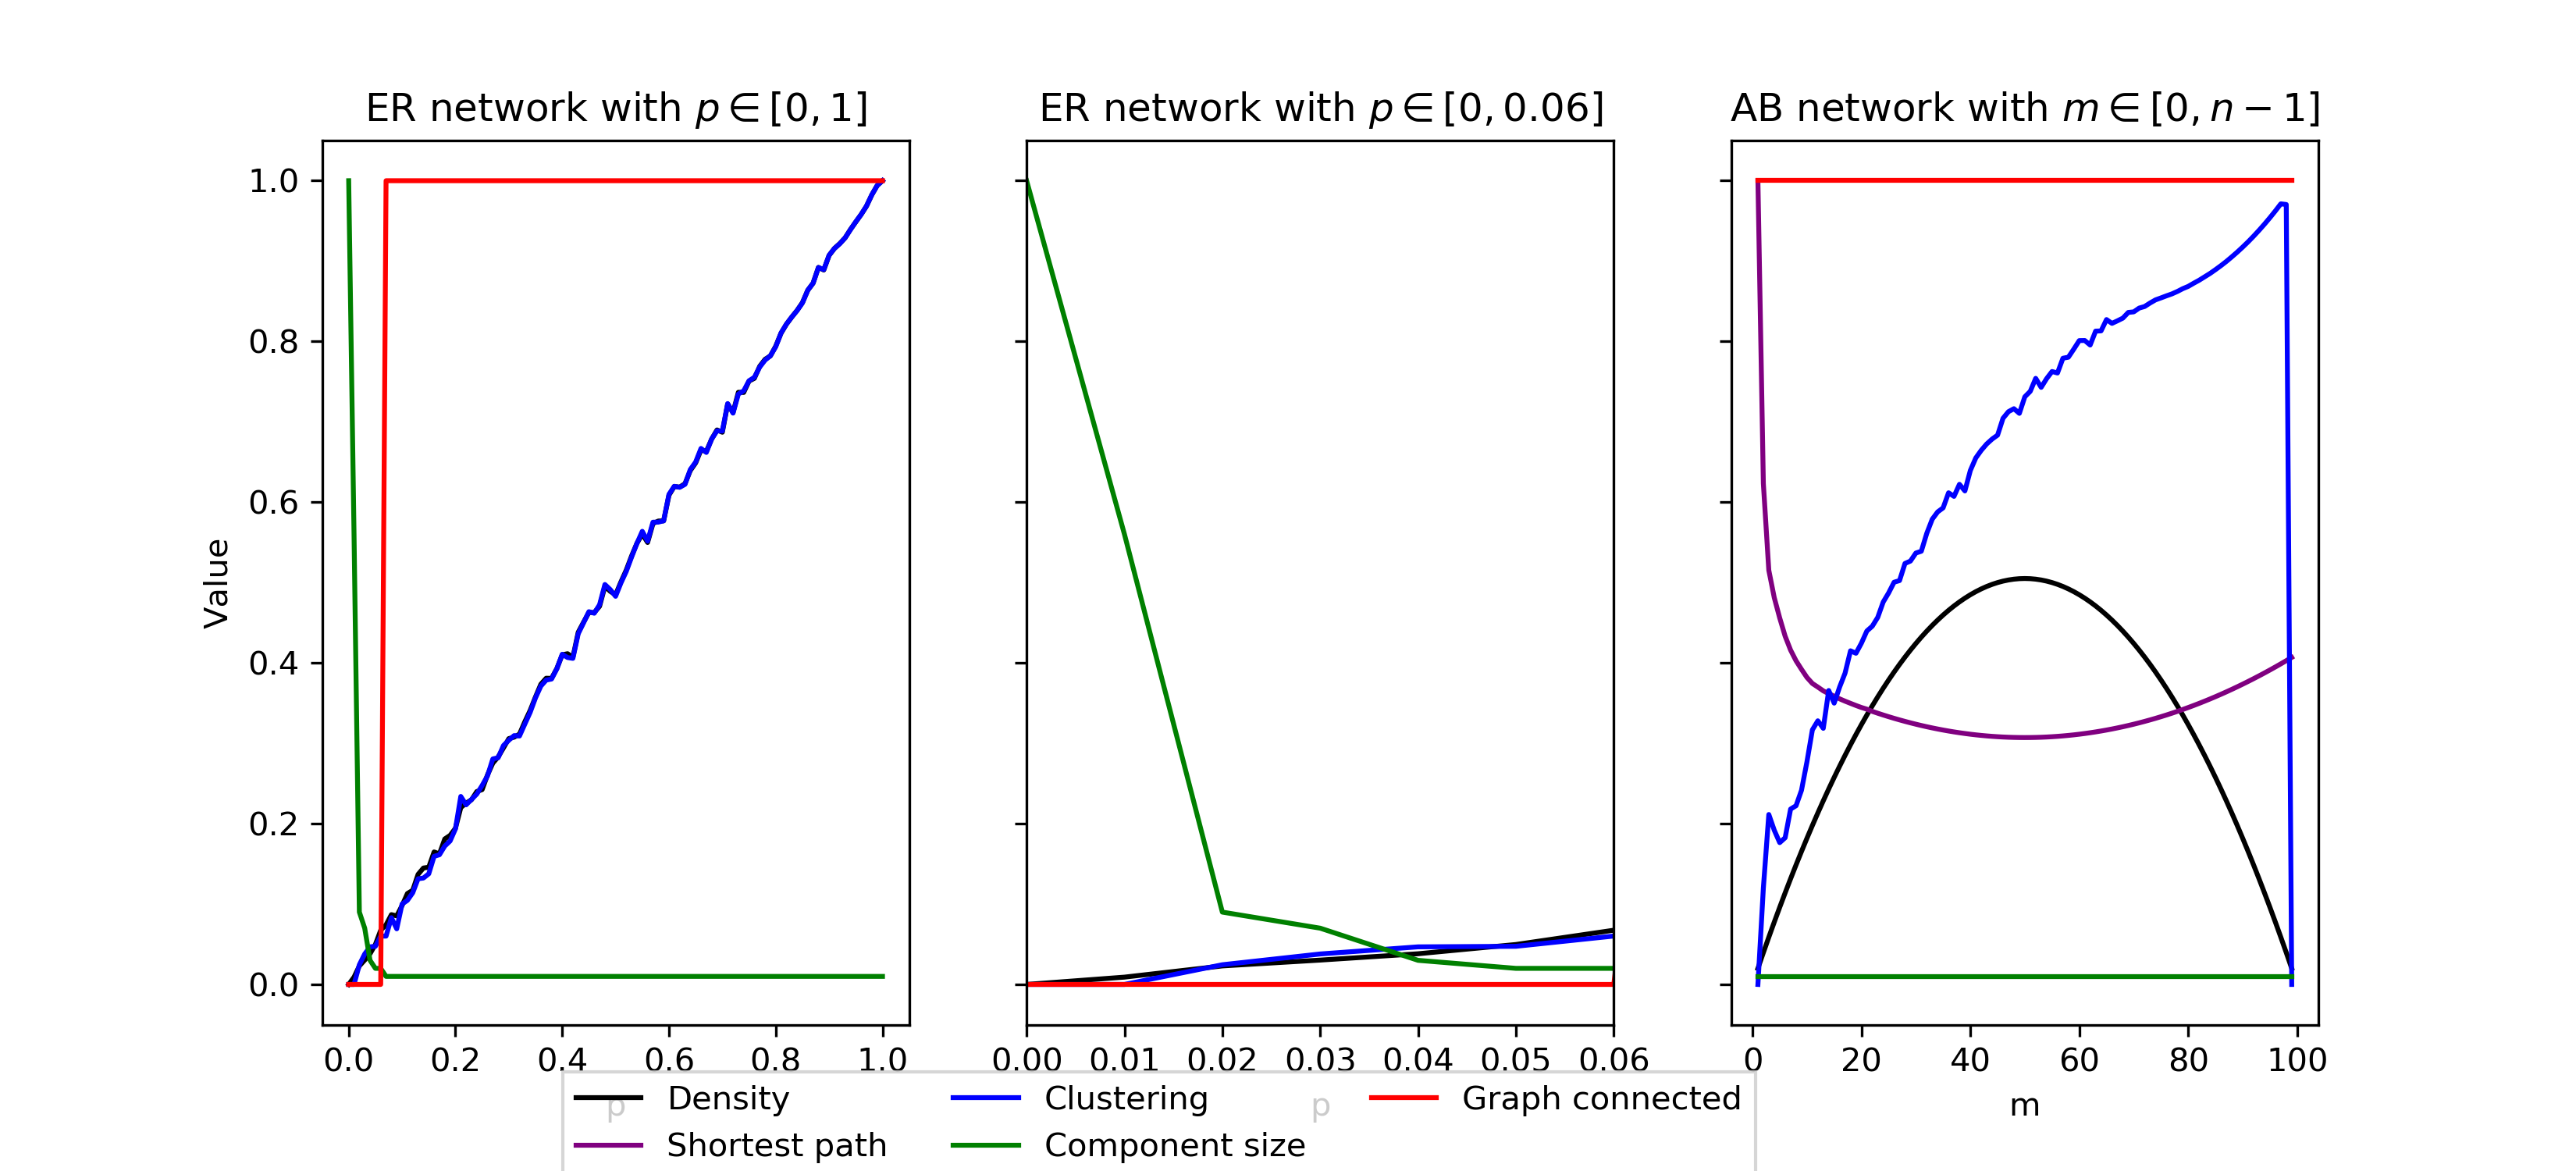 ER network with p ∈ [0, 1]
ER network with p ∈ [0, 0.06]
AB network with m ∈ [0, n − 1]
Value
1.0
0.8
0.6
0.4
0.2
0.0
0.0 0.2 0.4 0.6 0.8 1.0
0.00 0.01 0.02 0.03 0.04 0.05 0.06
0 20 40 60 80 100
p
p
m
Density
Shortest path
Clustering
Component size
Graph connected